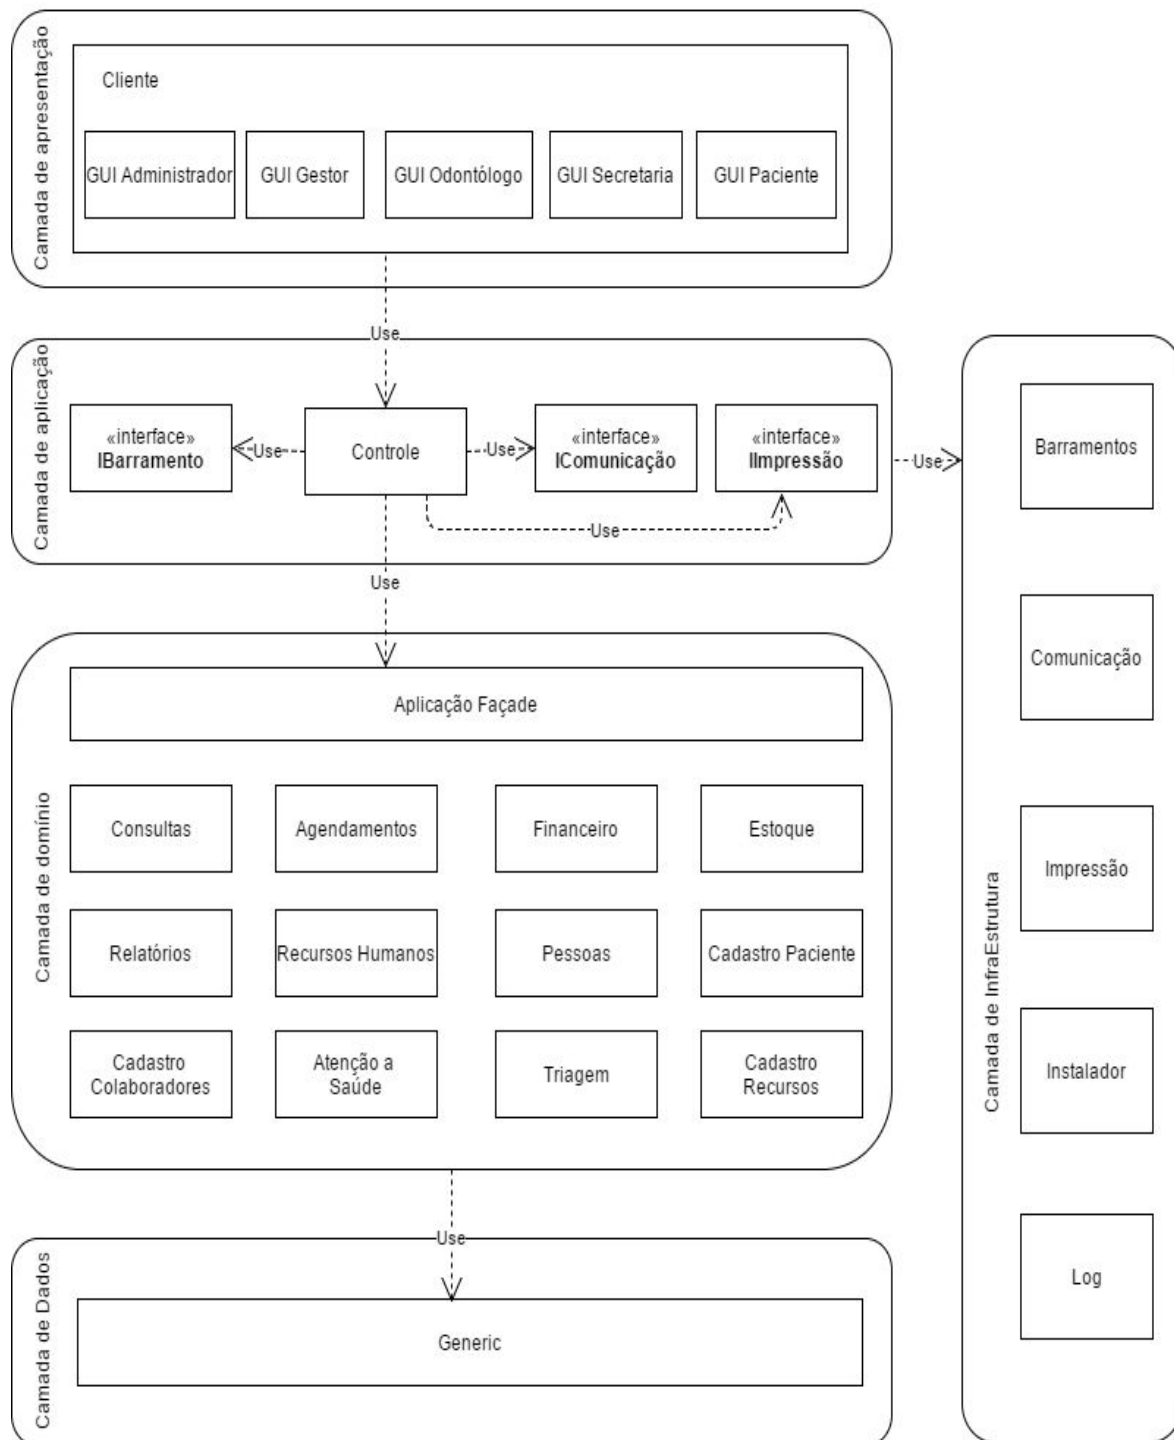 Camada de apresentação
Cliente
GUI Administrador
GUI Gestor
GUI Odontólogo
GUI Secretaria
GUI Paciente
Use
Camada de aplicação
«interface»
IBarramento
Use
Controle
Use
«interface»
IComunicação
«interface»
IImpressão
Use
Use
Use
Camada de domínio
Aplicação Façade
Consultas
Agendamentos
Financeiro
Estoque
Relatórios
Recursos Humanos
Pessoas
Cadastro Paciente
Cadastro
Colaboradores
Atenção a
Saúde
Triagem
Cadastro
Recursos
Use
Camada de Dados
Generic
Camada de InfraEstrutura
Barramentos
Comunicação
Impressão
Instalador
Log